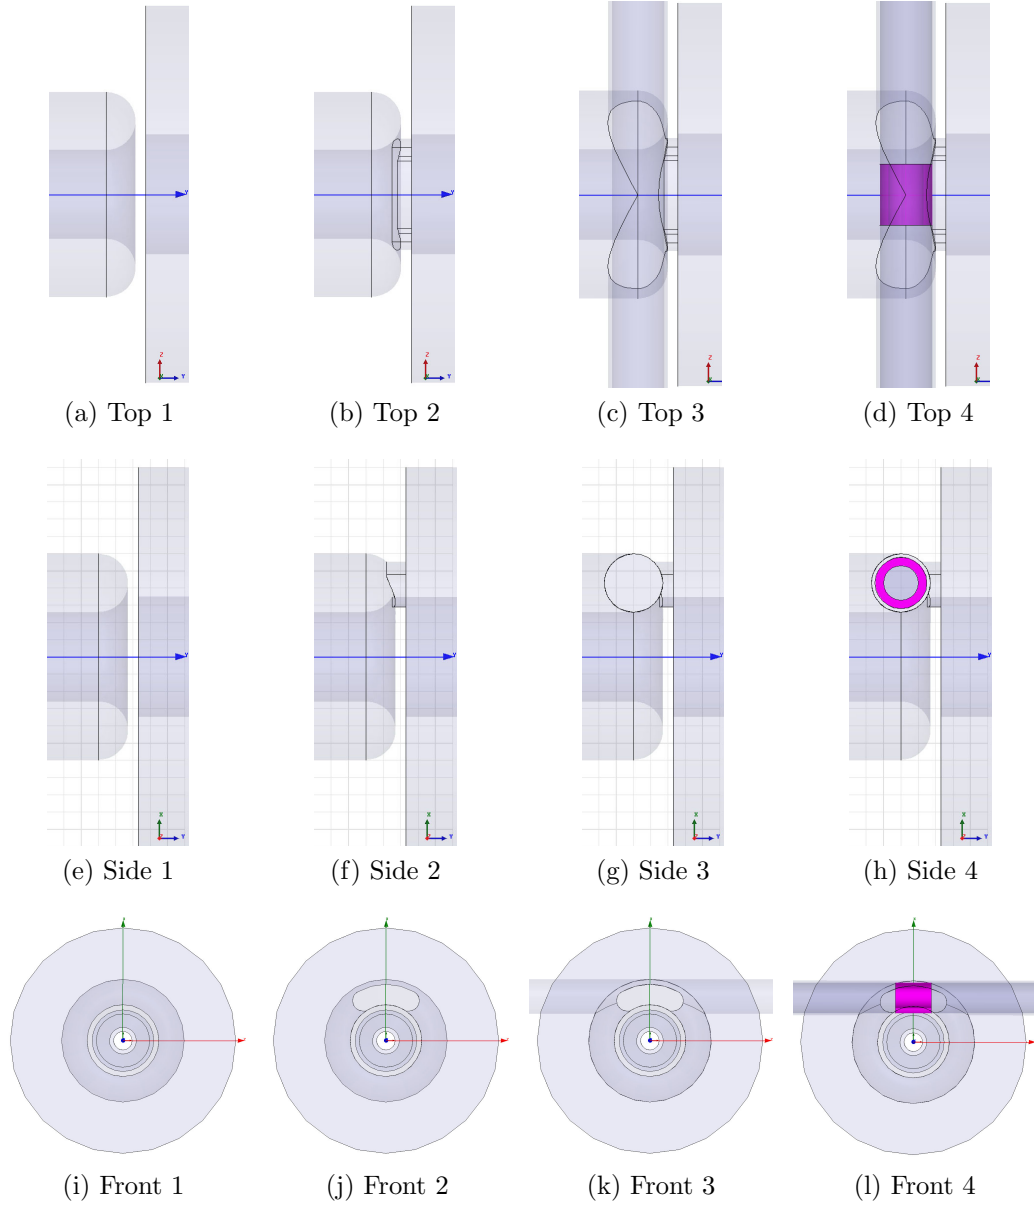 Z
Y
Z
Y
Z
Z
(a) Top 1
(b) Top 2
(c) Top 3
(d) Top 4
X
Y
X
Y
X
Y
X
Y
(e) Side 1
(f) Side 2
(g) Side 3
(h) Side 4
(i) Front 1
(j) Front 2
(k) Front 3
(l) Front 4